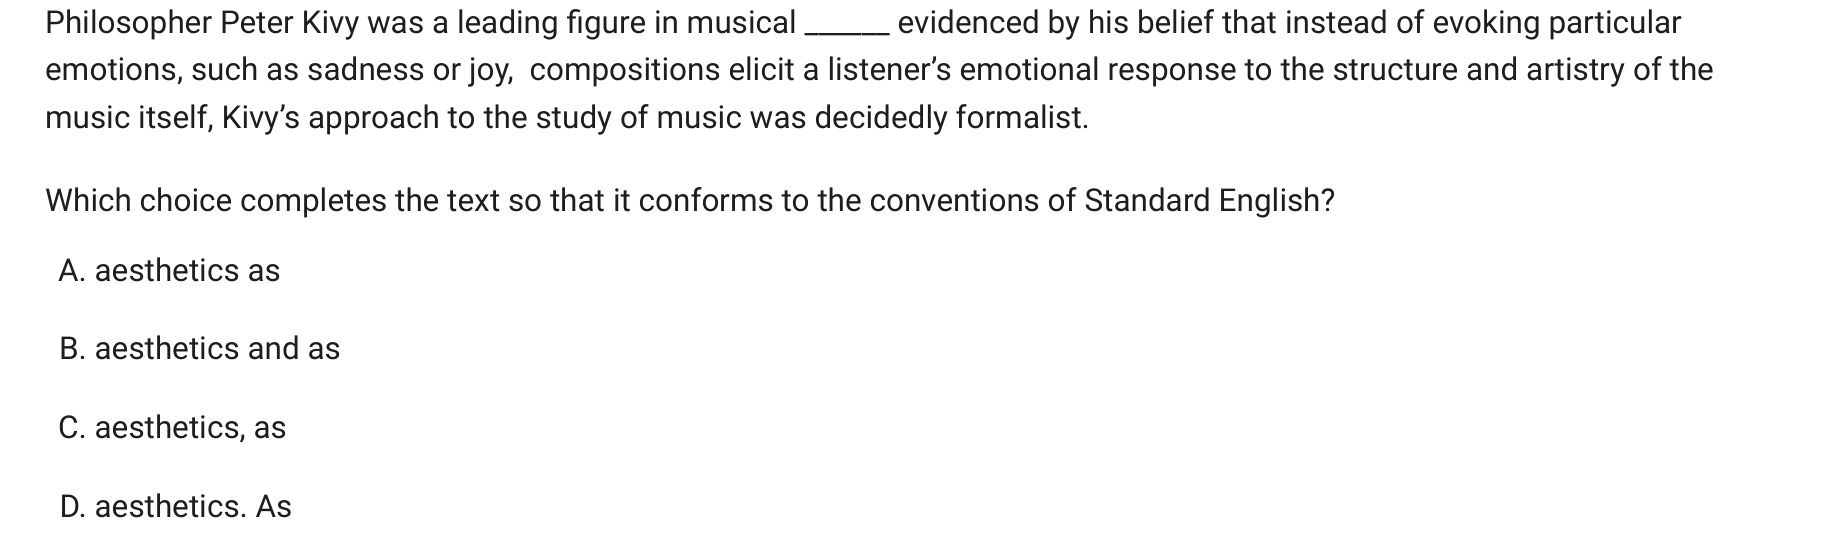 Philosopher Peter Kivy was a leading figure in musical ______ evidenced by his belief that instead of evoking particular
emotions, such as sadness or joy,  compositions elicit a listener’s emotional response to the structure and artistry of the
music itself, Kivy’s approach to the study of music was decidedly formalist.
Which choice completes the text so that it conforms to the conventions of Standard English?
A. aesthetics as
B. aesthetics and as
C. aesthetics, as
D. aesthetics. As